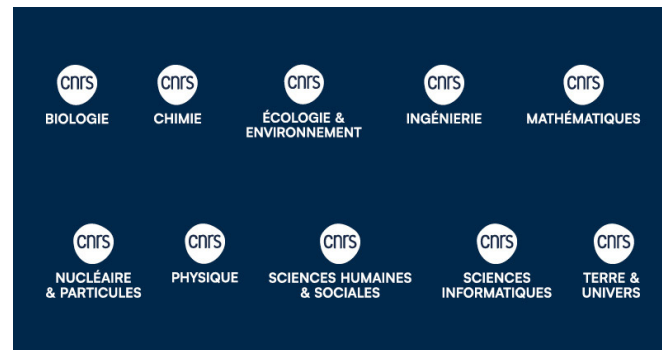 cnrs cnrs cnrs cnrs cnrs
BIOLOGIE CHIMIE ÉCOLOGIE & INGÉNIERIE MATHÉMATIQUES
ENVIRONNEMENT
cnrs cnrs cnrs cnrs cnrs
NUCLÉAIRE PHYSIQUE SCIENCES HUMAINES SCIENCES TERRE &
& PARTICULES & SOCIALES INFORMATIQUES UNIVERS